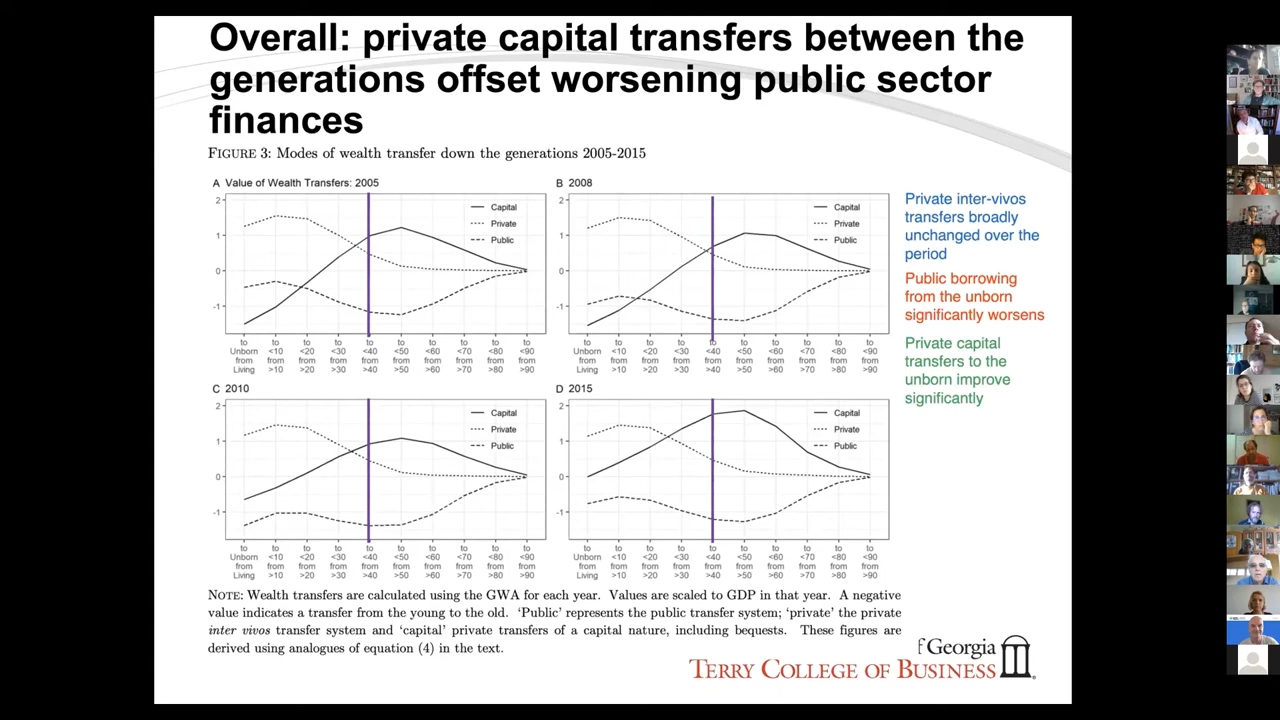 Overall: private capital transfers between the
generations offset worsening public sector
finances
FIGURE 3: Modes of wealth transfer down the generations 2005-2015
A Value of Wealth Transfers: 2005
2
1
0
-1
Capital
Private
Public
to to to to to to to to to to
Unborn <10 <20 <30 <40 <50 <60 <70 <80 <90
from from from from from from from from from from
Living >10 >20 >30 >40 >50 >60 >70 >80 >90
B 2008
2
1
0
-1
Capital
Private
Public
to to to to to to to to to to
Unborn <10 <20 <30 <40 <50 <60 <70 <80 <90
from from from from from from from from from from
Living >10 >20 >30 >40 >50 >60 >70 >80 >90
C 2010
2
1
0
-1
Capital
Private
Public
to to to to to to to to to to
Unborn <10 <20 <30 <40 <50 <60 <70 <80 <90
from from from from from from from from from from
Living >10 >20 >30 >40 >50 >60 >70 >80 >90
D 2015
2
1
0
-1
Capital
Private
Public
to to to to to to to to to to
Unborn <10 <20 <30 <40 <50 <60 <70 <80 <90
from from from from from from from from from from
Living >10 >20 >30 >40 >50 >60 >70 >80 >90
Private inter-vivos
transfers broadly
unchanged over the
period
Public borrowing
from the unborn
significantly worsens
Private capital
transfers to the
unborn improve
significantly
NOTE: Wealth transfers are calculated using the GWA for each year. Values are scaled to GDP in that year. A negative
value indicates a transfer from the young to the old. ‘Public’ represents the public transfer system; ‘private’ the private
inter vivos transfer system and ‘capital’ private transfers of a capital nature, including bequests. These figures are
derived using analogues of equation (4) in the text.
f Georgia
TERRY COLLEGE OF BUSINESS